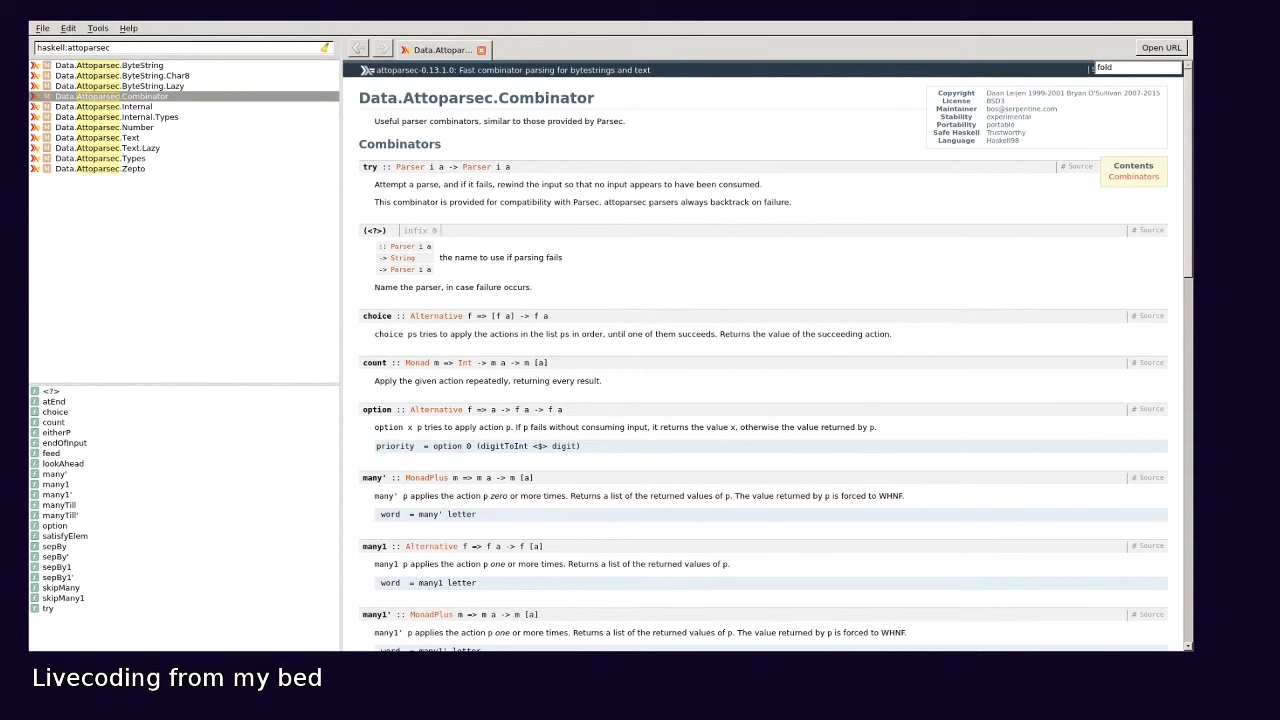 File Edit Tools Help
haskell:attoparsec
Data.Attopar...
Open URL
Data.Attoparsec.ByteString
Data.Attoparsec.ByteString.Char8
Data.Attoparsec.ByteString.Lazy
Data.Attoparsec.Combinator
Data.Attoparsec.Internal
Data.Attoparsec.Internal.Types
Data.Attoparsec.Number
Data.Attoparsec.Text
Data.Attoparsec.Text.Lazy
Data.Attoparsec.Types
Data.Attoparsec.Zepto
<?>
atEnd
choice
count
eitherP
endOfInput
feed
lookAhead
many'
many1
many1'
manyTill
manyTill'
option
satisfyElem
sepBy
sepBy'
sepBy1
sepBy1'
skipMany
skipMany1
try
attoparsec-0.13.1.0: Fast combinator parsing for bytestrings and text
fold
Data.Attoparsec.Combinator
Copyright Daan Leijen 1999-2001 Bryan O'Sullivan 2007-2015
License BSD3
Maintainer bos@serpentine.com
Stability experimental
Portability portable
Safe Haskell Trustworthy
Language Haskell98
Useful parser combinators, similar to those provided by Parsec.
Combinators
Contents
Combinators
try :: Parser i a -> Parser i a # Source
Attempt a parse, and if it fails, rewind the input so that no input appears to have been consumed.
This combinator is provided for compatibility with Parsec. attoparsec parsers always backtrack on failure.
(<?>) infix 0 # Source
:: Parser i a
-> String the name to use if parsing fails
-> Parser i a
Name the parser, in case failure occurs.
choice :: Alternative f => [f a] -> f a # Source
choice ps tries to apply the actions in the list ps in order, until one of them succeeds. Returns the value of the succeeding action.
count :: Monad m => Int -> m a -> m [a] # Source
Apply the given action repeatedly, returning every result.
option :: Alternative f => a -> f a -> f a # Source
option x p tries to apply action p. If p fails without consuming input, it returns the value x, otherwise the value returned by p.
priority = option 0 (digitToInt <$> digit)
many' :: MonadPlus m => m a -> m [a] # Source
many' p applies the action p zero or more times. Returns a list of the returned values of p. The value returned by p is forced to WHNF.
word = many' letter
many1 :: Alternative f => f a -> f [a] # Source
many1 p applies the action p one or more times. Returns a list of the returned values of p.
word = many1 letter
many1' :: MonadPlus m => m a -> m [a] # Source
many1' p applies the action p one or more times. Returns a list of the returned values of p. The value returned by p is forced to WHNF.
word = many1' letter
Livecoding from my bed